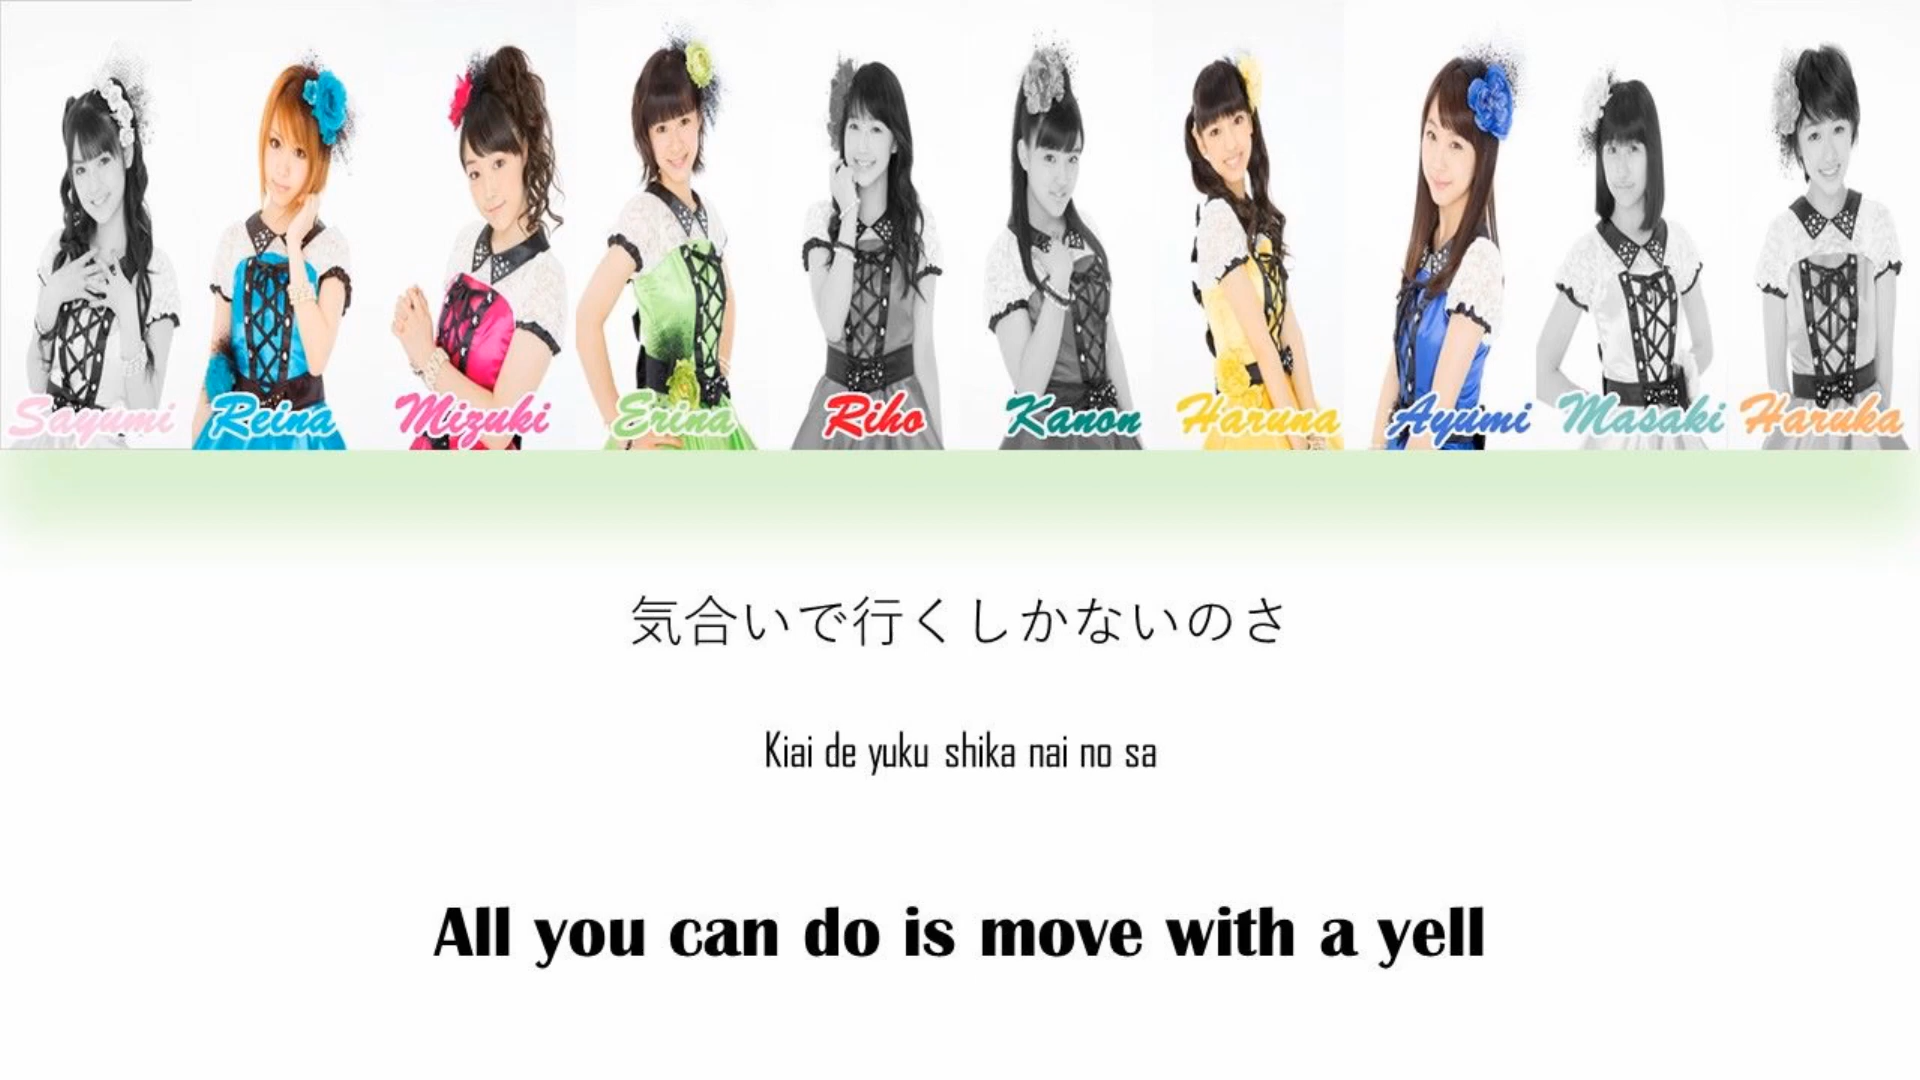 Sayumi Reina Mizuki Erina Riho Kanon Haruna Ayumi Masaki Haruka
気合いで行くしかないのさ
Kiai de yuku shika nai no sa
All you can do is move with a yell